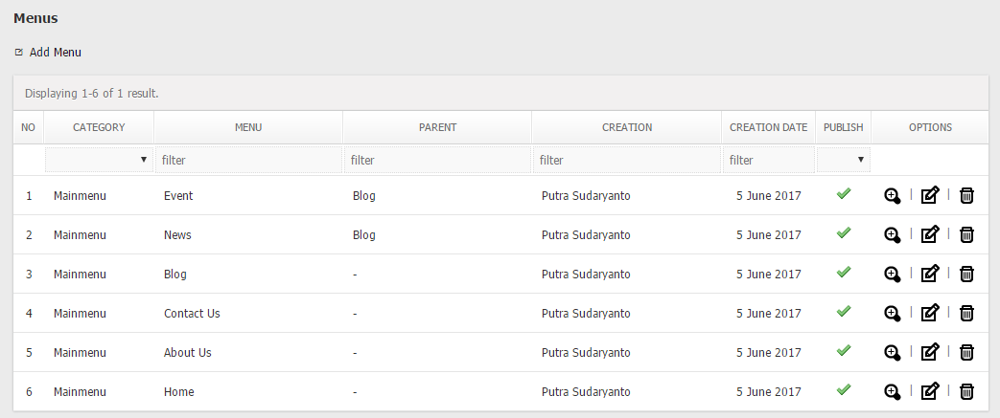 Menus
Add Menu
Displaying 1-6 of 1 result.
NO CATEGORY MENU PARENT CREATION CREATION DATE PUBLISH OPTIONS
filter filter filter filter
1 Mainmenu Event Blog Putra Sudaryanto 5 June 2017 | |
2 Mainmenu News Blog Putra Sudaryanto 5 June 2017 | |
3 Mainmenu Blog - Putra Sudaryanto 5 June 2017 | |
4 Mainmenu Contact Us - Putra Sudaryanto 5 June 2017 | |
5 Mainmenu About Us - Putra Sudaryanto 5 June 2017 | |
6 Mainmenu Home - Putra Sudaryanto 5 June 2017 | |